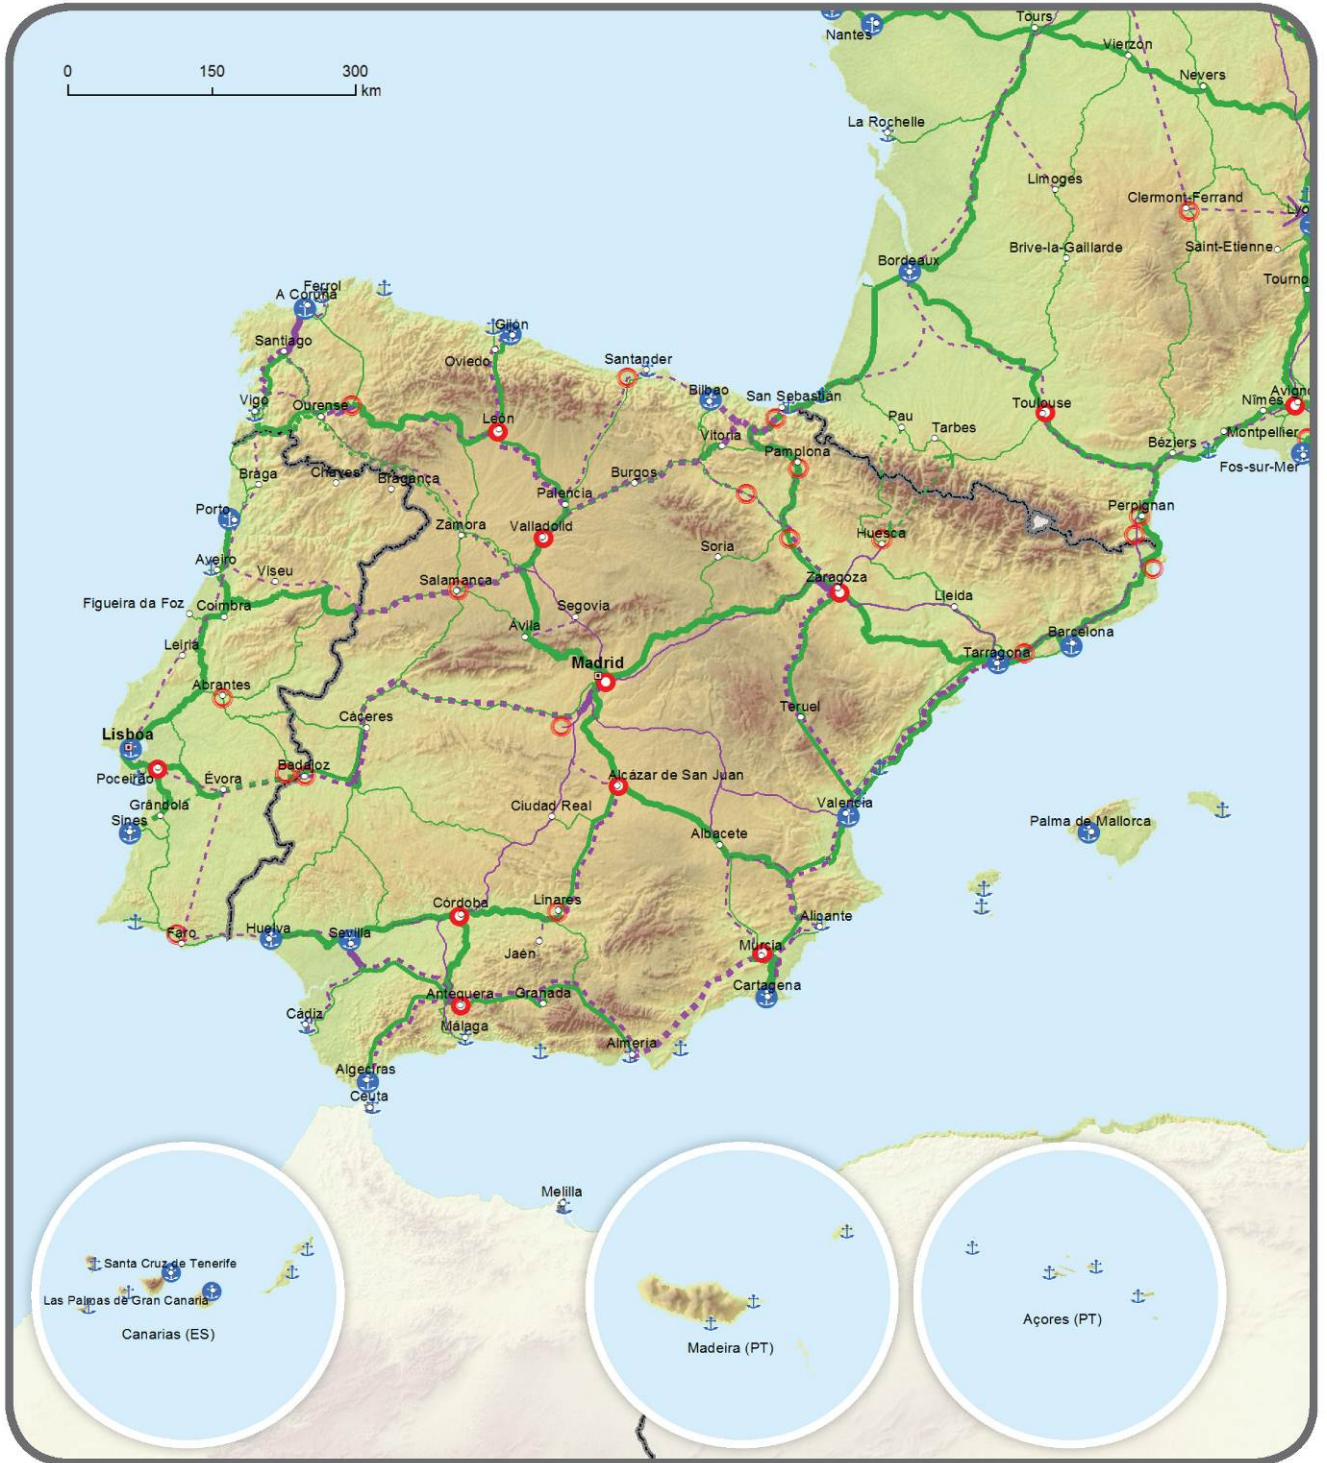 Tours
Nantes
Vierzon
0 150 300
km
Nevers
La Rochelle
Limoges
Clermont-Ferrand
Brive-la-Gaillarde
Saint-Etienne
Bordeaux
Ferrol
A Coruña
Gijón
Santiago
Oviedo
Santander
Bilbao
San Sebastián
Vigo
Ourense
León
Toulouse
Nîmes
Pau
Tarbes
Montpellier
Vitoria
Béziers
Pamplona
Fos-sur-Mer
Braga
Chaves
Bragança
Burgos
Palencia
Porto
Perpignan
Zamora
Valladolid
Huesca
Soria
Aveiro
Viseu
Salamanca
Zaragoza
Figueira da Foz
Coimbra
Segovia
Lleida
Ávila
Barcelona
Leiria
Madrid
Tarragona
Abrantes
Cáceres
Teruel
Lisboa
Badajoz
Poceirão
Évora
Alcázar de San Juan
Grândola
Ciudad Real
Valencia
Sines
Albacete
Palma de Mallorca
Córdoba
Linares
Alicante
Huelva
Sevilla
Faro
Jaén
Murcia
Antequera
Granada
Cartagena
Cádiz
Málaga
Almeria
Algeciras
Ceuta
Melilla
Santa Cruz de Tenerife
Las Palmas de Gran Canaria
Canarias (ES)
Madeira (PT)
Açores (PT)